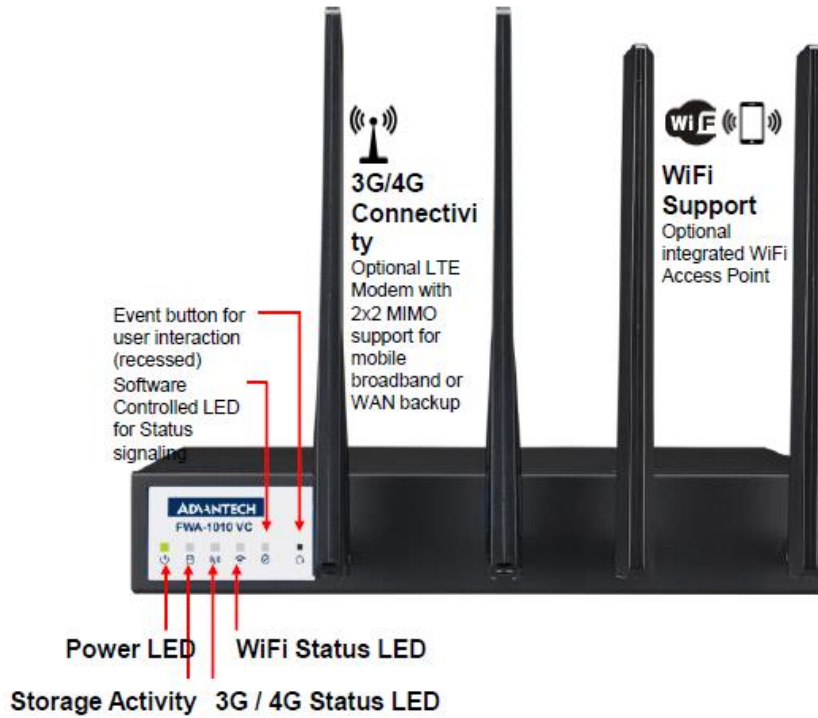 WiFi
3G/4G
Connectivi
ty
Optional LTE
Modem with
2x2 MIMO
support for
mobile
broadband or
WAN backup
WiFi
Support
Optional
integrated WiFi
Access Point
Event button for
user interaction
(recessed)
Software
Controlled LED
for Status
signaling
ADVANTECH
FWA-1010 VC
Power LED
WiFi Status LED
Storage Activity
3G / 4G Status LED